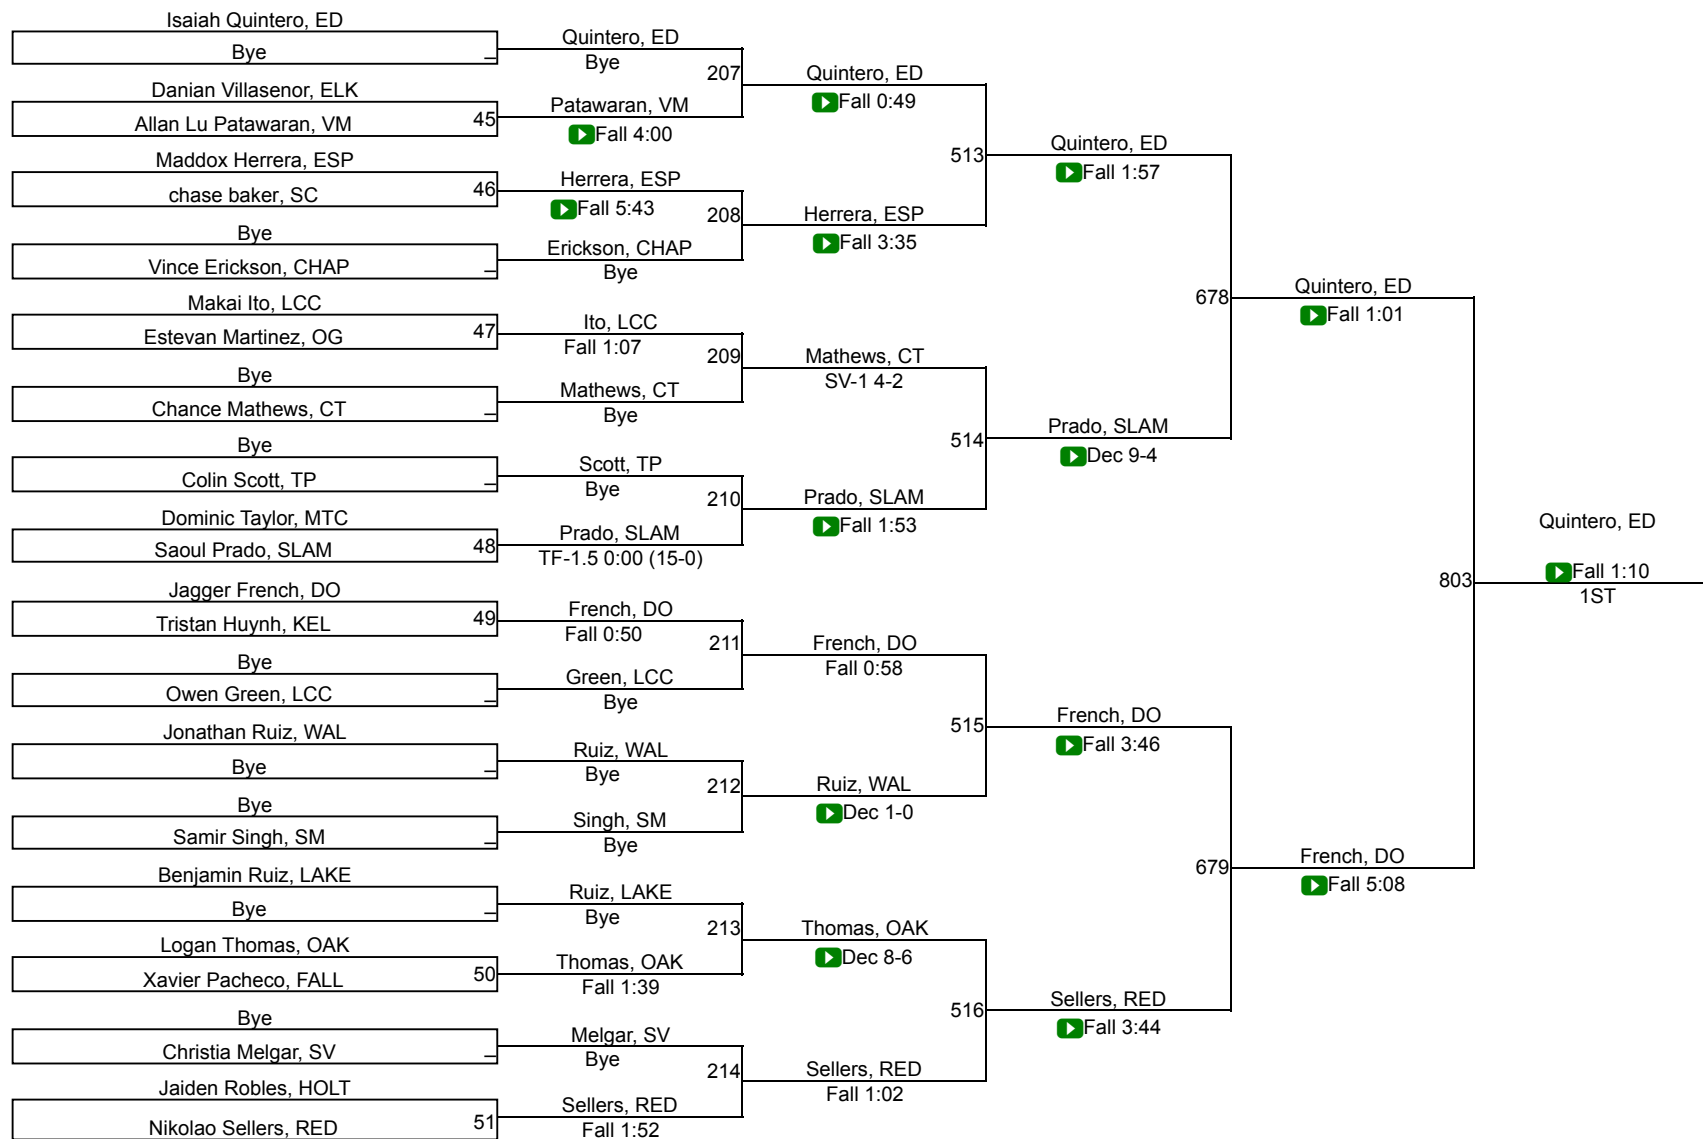 Isaiah Quintero, ED
Bye
Danian Villasenor, ELK
Allan Lu Patawaran, VM 45
Maddox Herrera, ESP
chase baker, SC 46
Bye
Vince Erickson, CHAP
Makai Ito, LCC
Estevan Martinez, OG 47
Bye
Chance Mathews, CT
Bye
Colin Scott, TP
Dominic Taylor, MTC
Saoul Prado, SLAM 48
Jagger French, DO
Tristan Huynh, KEL 49
Bye
Owen Green, LCC
Jonathan Ruiz, WAL
Bye
Bye
Samir Singh, SM
Benjamin Ruiz, LAKE
Bye
Logan Thomas, OAK
Xavier Pacheco, FALL 50
Bye
Christia Melgar, SV
Jaiden Robles, HOLT
Nikolao Sellers, RED 51
Quintero, ED
Bye
207
Patawaran, VM
Fall 4:00
Herrera, ESP
Fall 5:43
208
Erickson, CHAP
Bye
Ito, LCC
Fall 1:07
209
Mathews, CT
Bye
Scott, TP
Bye
210
Prado, SLAM
TF-1.5 0:00 (15-0)
French, DO
Fall 0:50
211
Green, LCC
Bye
Ruiz, WAL
Bye
212
Singh, SM
Bye
Ruiz, LAKE
Bye
213
Thomas, OAK
Fall 1:39
Melgar, SV
Bye
214
Sellers, RED
Fall 1:52
Quintero, ED
Fall 0:49
513
Herrera, ESP
Fall 3:35
Mathews, CT
SV-1 4-2
514
Prado, SLAM
Fall 1:53
French, DO
Fall 0:58
515
Ruiz, WAL
Dec 1-0
Thomas, OAK
Dec 8-6
516
Sellers, RED
Fall 1:02
Quintero, ED
Fall 1:57
678
Prado, SLAM
Dec 9-4
French, DO
Fall 3:46
679
Sellers, RED
Fall 3:44
Quintero, ED
Fall 1:01
803
French, DO
Fall 5:08
Quintero, ED
Fall 1:10
1ST